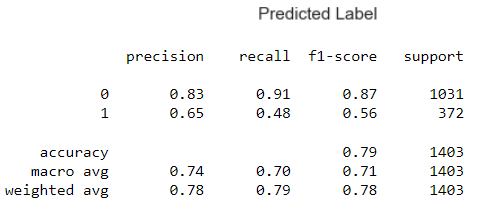 Predicted Label
precision recall f1-score support
0 0.83 0.91 0.87 1031
1 0.65 0.48 0.56 372
accuracy 0.79 1403
macro avg 0.74 0.70 0.71 1403
weighted avg 0.78 0.79 0.78 1403